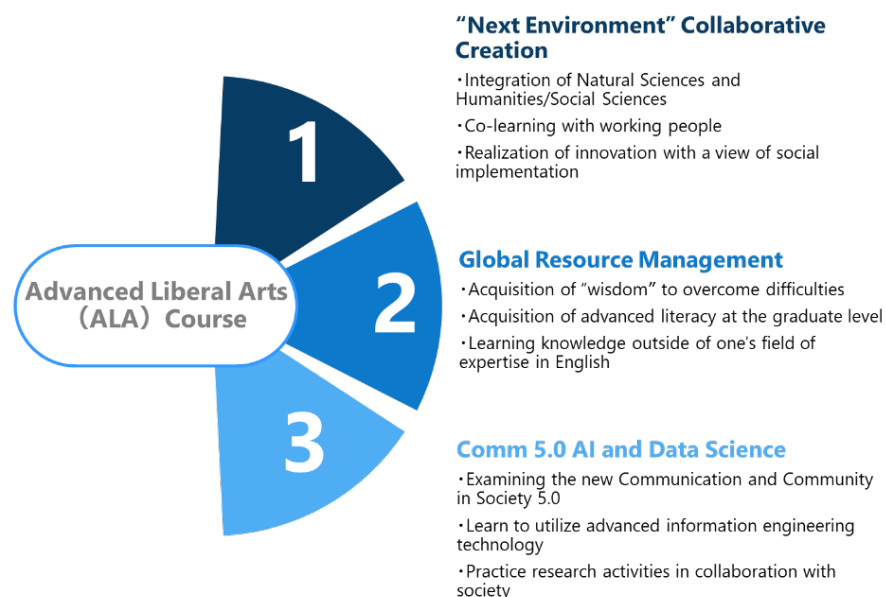 “Next Environment” Collaborative
Creation
・Integration of Natural Sciences and
Humanities/Social Sciences
・Co-learning with working people
・Realization of innovation with a view of social
implementation
1
Advanced Liberal Arts
（ALA）Course
2
Global Resource Management
・Acquisition of “wisdom” to overcome difficulties
・Acquisition of advanced literacy at the graduate level
・Learning knowledge outside of one's field of
expertise in English
3
Comm 5.0 AI and Data Science
・Examining the new Communication and Community
in Society 5.0
・Learn to utilize advanced information engineering
technology
・Practice research activities in collaboration with
society